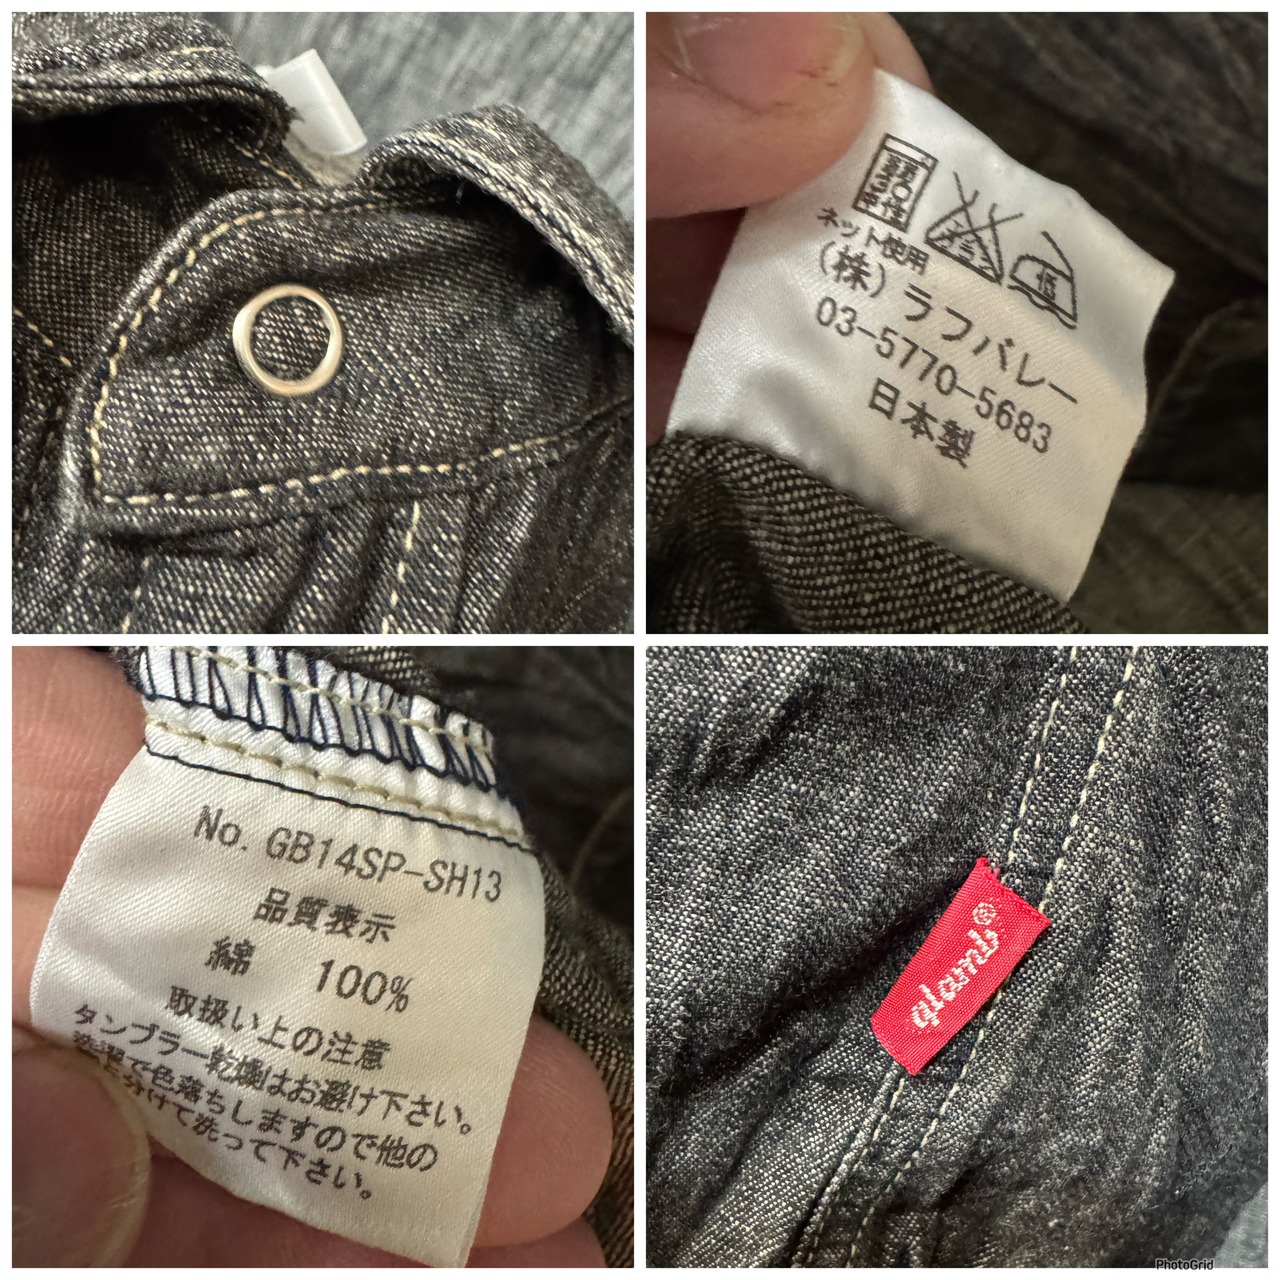 ネット使用
(株)ラフバレー
03-5770-5683
日本製
No. GB14SP-SH13
品質表示
綿 100%
取扱い上の注意
タンブラー乾燥はお避け下さい。
洗濯で色落ちしますので他の
と分けて洗って下さい。
PhotoGrid